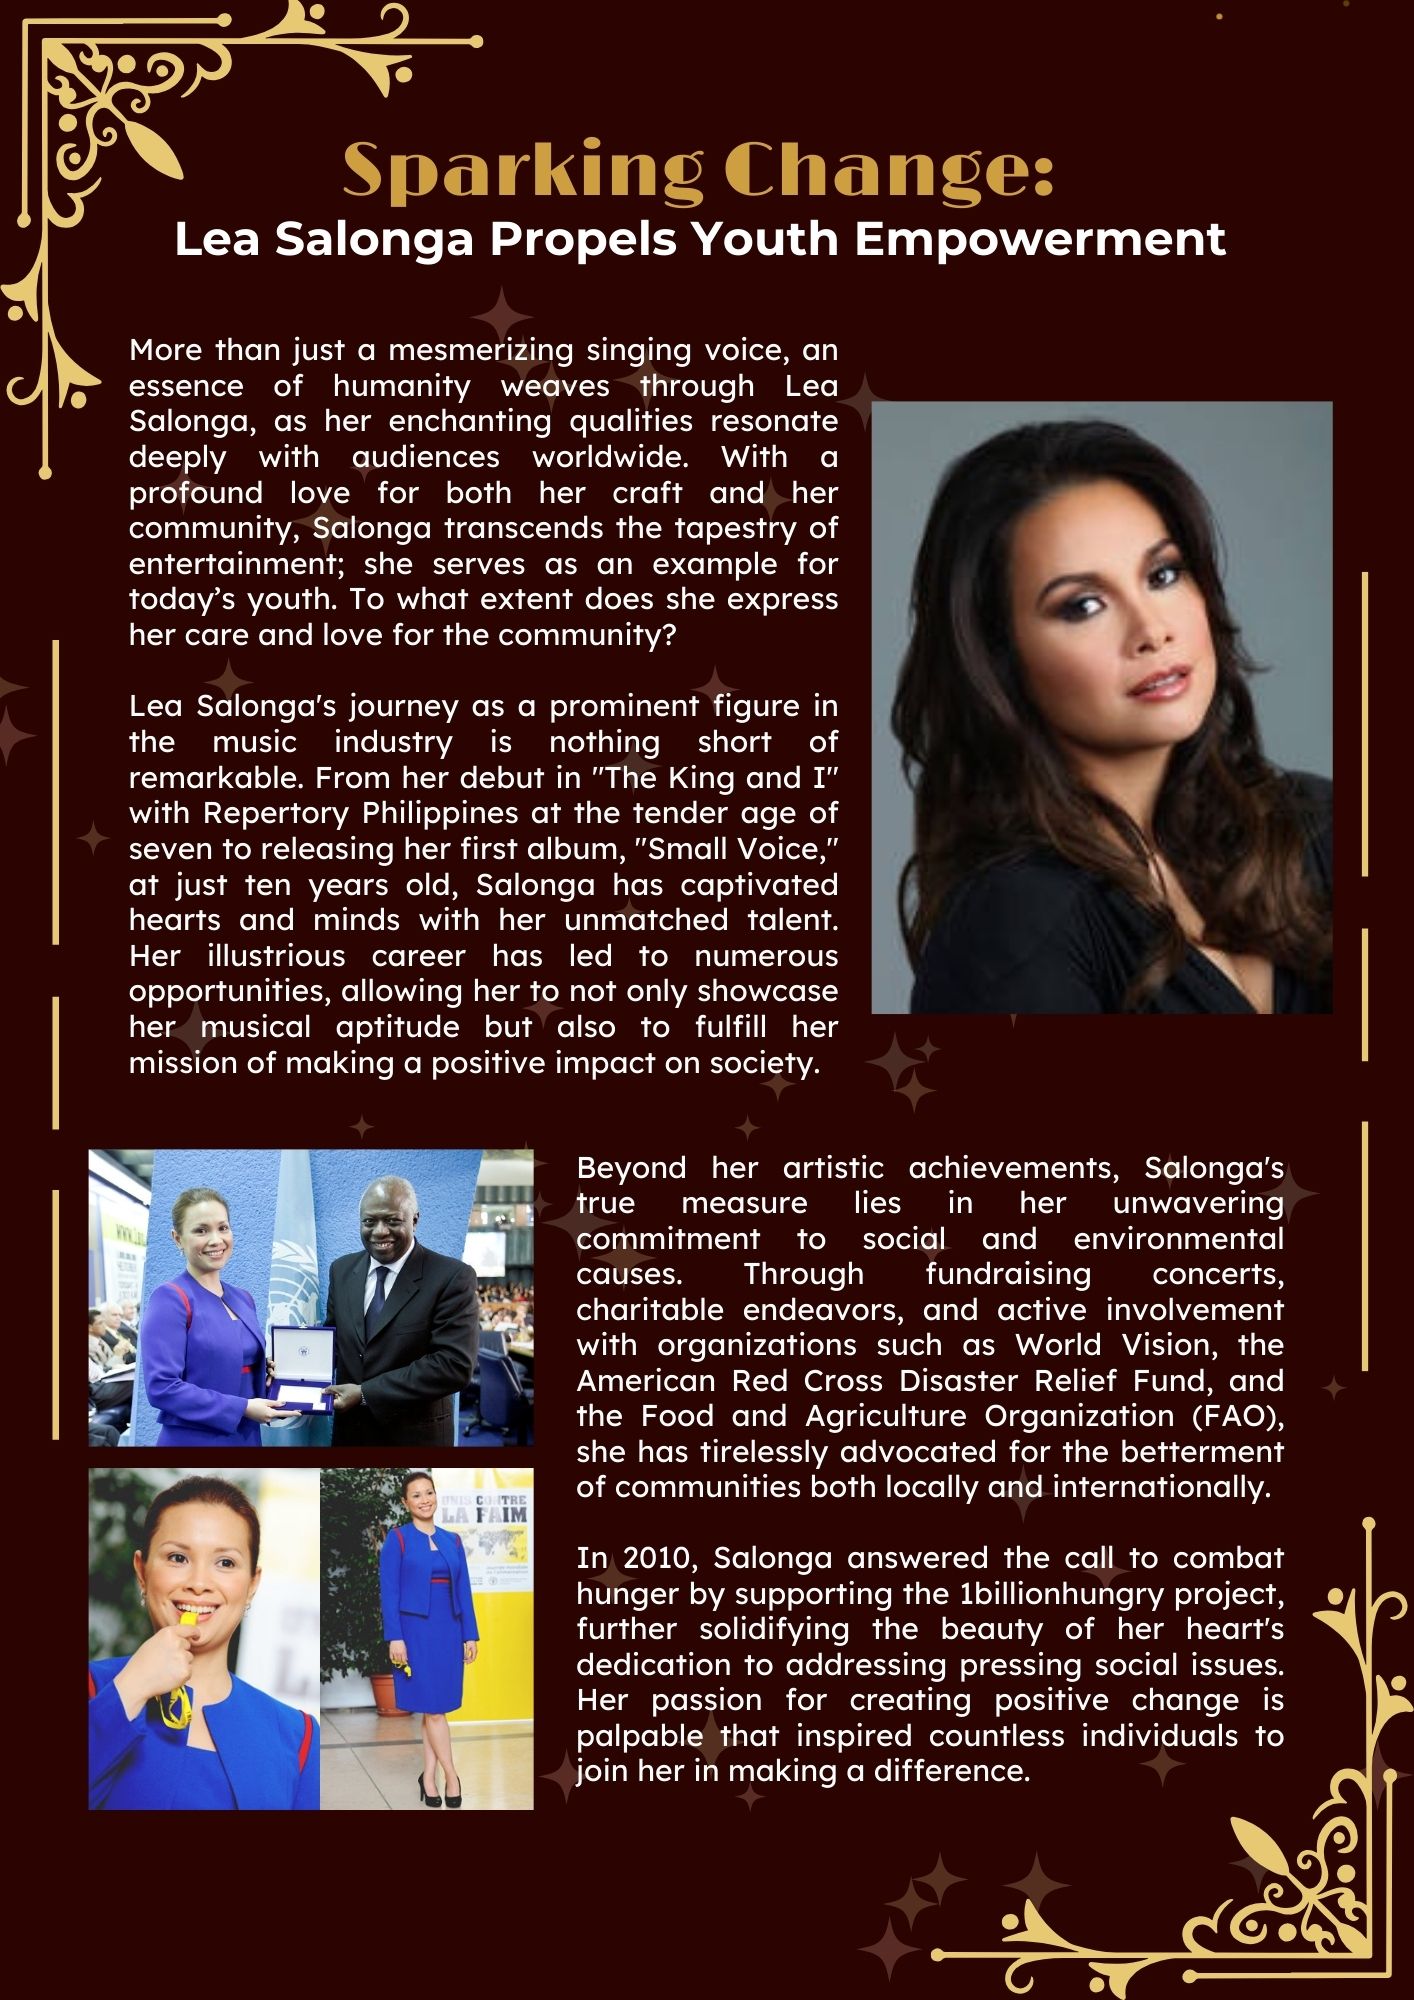 Sparking Change:
Lea Salonga Propels Youth Empowerment
More than just a mesmerizing singing voice, an
essence of humanity weaves through Lea
Salonga, as her enchanting qualities resonate
deeply with audiences worldwide. With a
profound love for both her craft and her
community, Salonga transcends the tapestry of
entertainment; she serves as an example for
today’s youth. To what extent does she express
her care and love for the community?
Lea Salonga's journey as a prominent figure in
the music industry is nothing short of
remarkable. From her debut in "The King and I"
with Repertory Philippines at the tender age of
seven to releasing her first album, "Small Voice,"
at just ten years old, Salonga has captivated
hearts and minds with her unmatched talent.
Her illustrious career has led to numerous
opportunities, allowing her to not only showcase
her musical aptitude but also to fulfill her
mission of making a positive impact on society.
Beyond her artistic achievements, Salonga's
true measure lies in her unwavering
commitment to social and environmental
causes. Through fundraising concerts,
charitable endeavors, and active involvement
with organizations such as World Vision, the
American Red Cross Disaster Relief Fund, and
the Food and Agriculture Organization (FAO),
she has tirelessly advocated for the betterment
of communities both locally and internationally.
UNIS CONTRE
LA FAIM
In 2010, Salonga answered the call to combat
hunger by supporting the 1billionhungry project,
further solidifying the beauty of her heart's
dedication to addressing pressing social issues.
Her passion for creating positive change is
palpable that inspired countless individuals to
join her in making a difference.